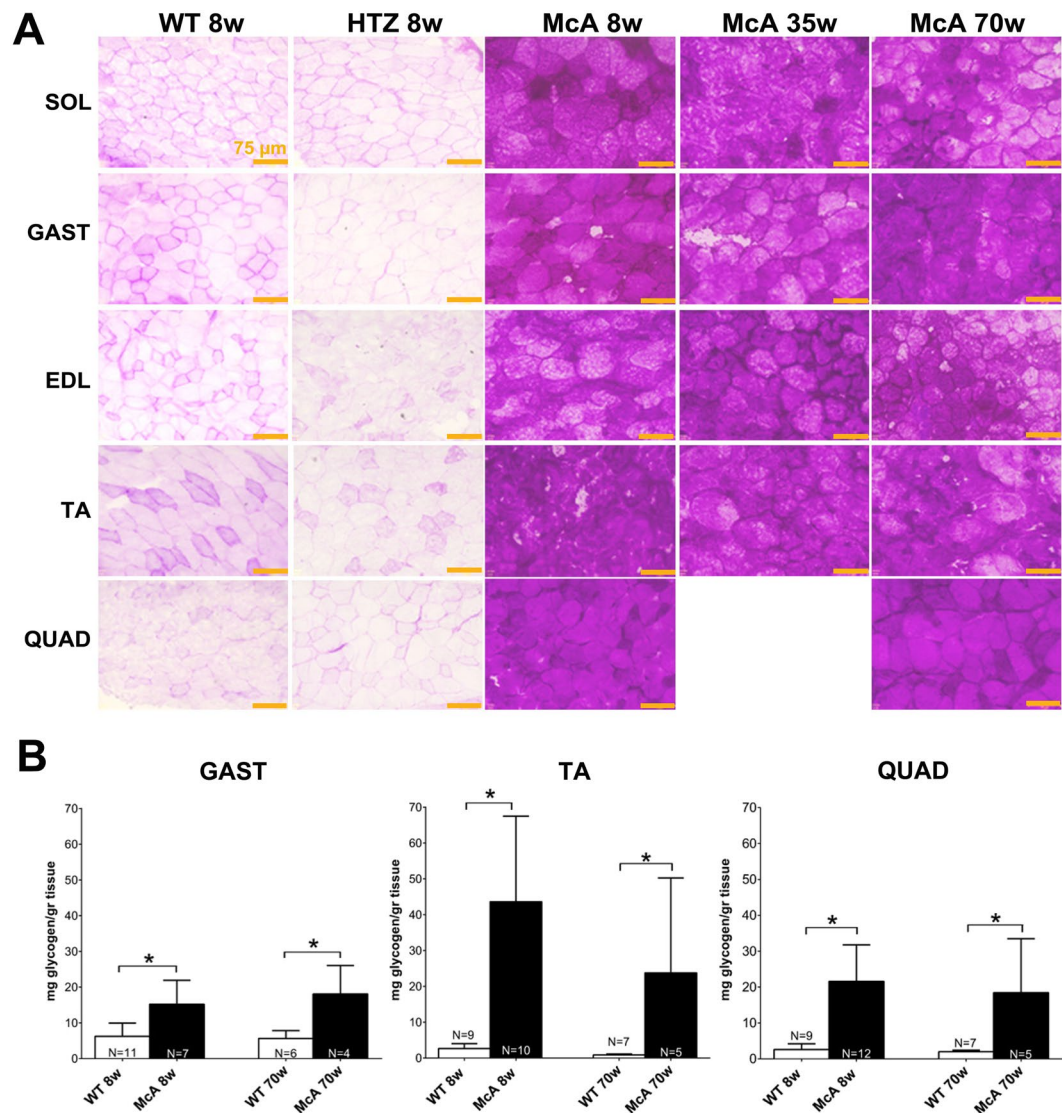 A
WT 8w HTZ 8w McA 8w McA 35w McA 70w
SOL
75 µm
GAST
EDL
TA
QUAD
B
GAST TA QUAD
mg glycogen/gr tissue
70
60
50
40
30
20
10
0
*
*
N=11 N=7 N=6 N=4
WT 8w McA 8w WT 70w McA 70w
mg glycogen/gr tissue
70
60
50
40
30
20
10
0
*
*
N=9 N=10 N=7 N=5
WT 8w McA 8w WT 70w McA 70w
mg glycogen/gr tissue
70
60
50
40
30
20
10
0
*
*
N=9 N=12 N=7 N=5
WT 8w McA 8w WT 70w McA 70w